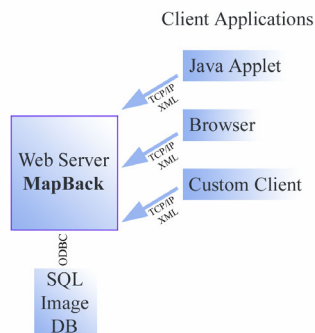 Client Applications
Java Applet
TCP/IP
XML
Browser
TCP/IP
XML
Web Server
MapBack
Custom Client
TCP/IP
XML
ODBC
SQL
Image
DB